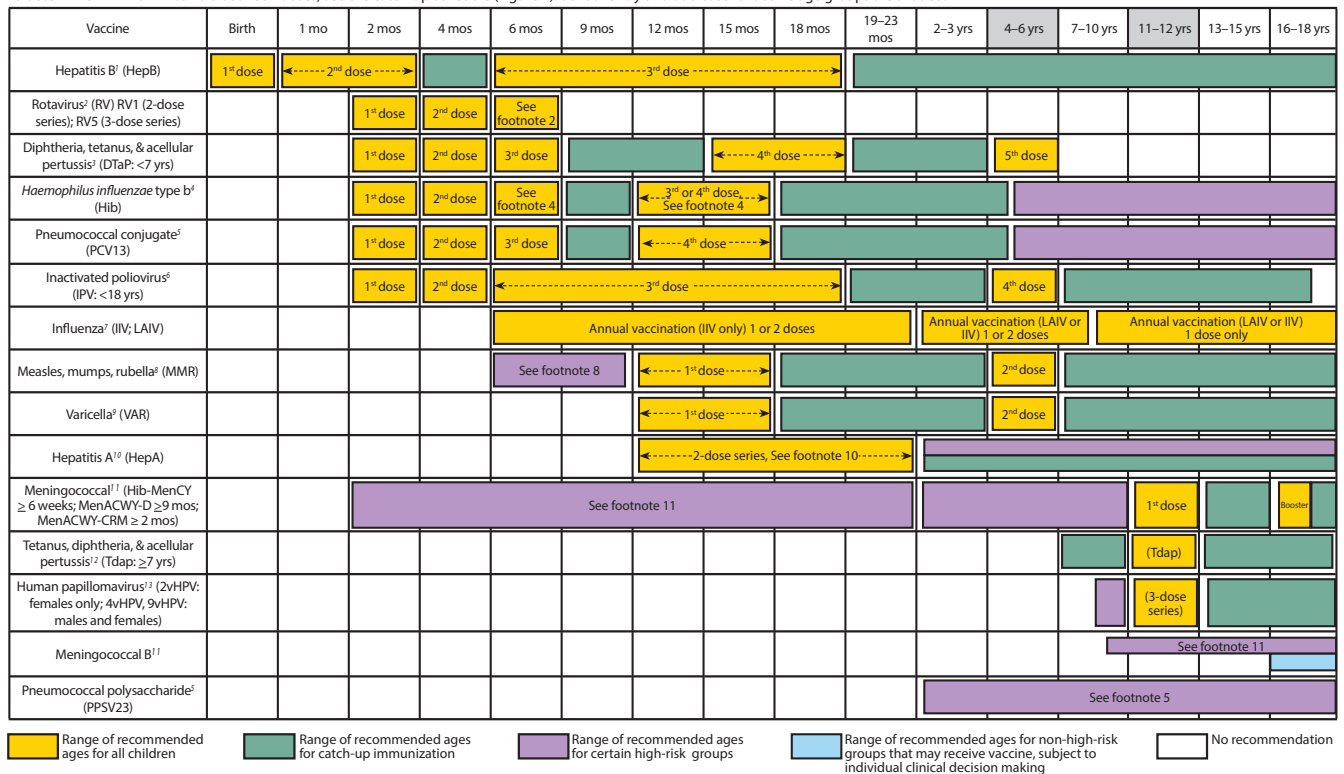 Vaccine Birth 1 mo 2 mos 4 mos 6 mos 9 mos 12 mos 15 mos 18 mos 19–23 mos 2–3 yrs 4–6 yrs 7–10 yrs 11–12 yrs 13–15 yrs 16–18 yrs
Hepatitis B1 (HepB)
1st dose 2nd dose 3rd dose
Rotavirus2 (RV) RV1 (2-dose
series); RV5 (3-dose series)
1st dose 2nd dose See
footnote 2
Diphtheria, tetanus, & acellular
pertussis3 (DTaP: <7 yrs)
1st dose 2nd dose 3rd dose 4th dose 5th dose
Haemophilus influenzae type b4
(Hib)
1st dose 2nd dose See
footnote 4
3rd or 4th dose,
See footnote 4
Pneumococcal conjugate5
(PCV13)
1st dose 2nd dose 3rd dose 4th dose
Inactivated poliovirus6
(IPV: <18 yrs)
1st dose 2nd dose 3rd dose 4th dose
Influenza7 (IIV; LAIV)
Annual vaccination (IIV only) 1 or 2 doses
Annual vaccination (LAIV or
IIV) 1 or 2 doses
Annual vaccination (LAIV or IIV)
1 dose only
Measles, mumps, rubella8 (MMR)
See footnote 8 1st dose 2nd dose
Varicella9 (VAR)
1st dose 2nd dose
Hepatitis A10 (HepA)
2-dose series, See footnote 10
Meningococcal11 (Hib-MenCY
≥ 6 weeks; MenACWY-D ≥9 mos;
MenACWY-CRM ≥ 2 mos)
See footnote 11 1st dose Booster
Tetanus, diphtheria, & acellular
pertussis12 (Tdap: ≥7 yrs)
(Tdap)
Human papillomavirus13 (2vHPV:
females only; 4vHPV, 9vHPV:
males and females)
(3-dose
series)
Meningococcal B11
See footnote 11
Pneumococcal polysaccharide5
(PPSV23)
See footnote 5
Range of recommended
ages for all children
Range of recommended ages
for catch-up immunization
Range of recommended ages
for certain high-risk groups
Range of recommended ages for non-high-risk
groups that may receive vaccine, subject to
individual clinical decision making
No recommendation